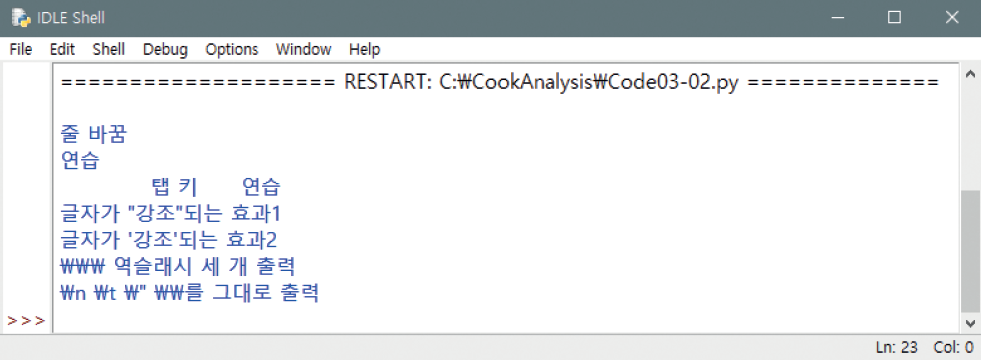 IDLE Shell
File Edit Shell Debug Options Window Help
===================== RESTART: C:₩CookAnalysis₩Code03-02.py ==============
줄 바꿈
연습
탭 키 연습
글자가 "강조"되는 효과1
글자가 '강조'되는 효과2
₩₩₩ 역슬래시 세 개 출력
₩n ₩t ₩" ₩₩를 그대로 출력
>>>
Ln: 23 Col: 0